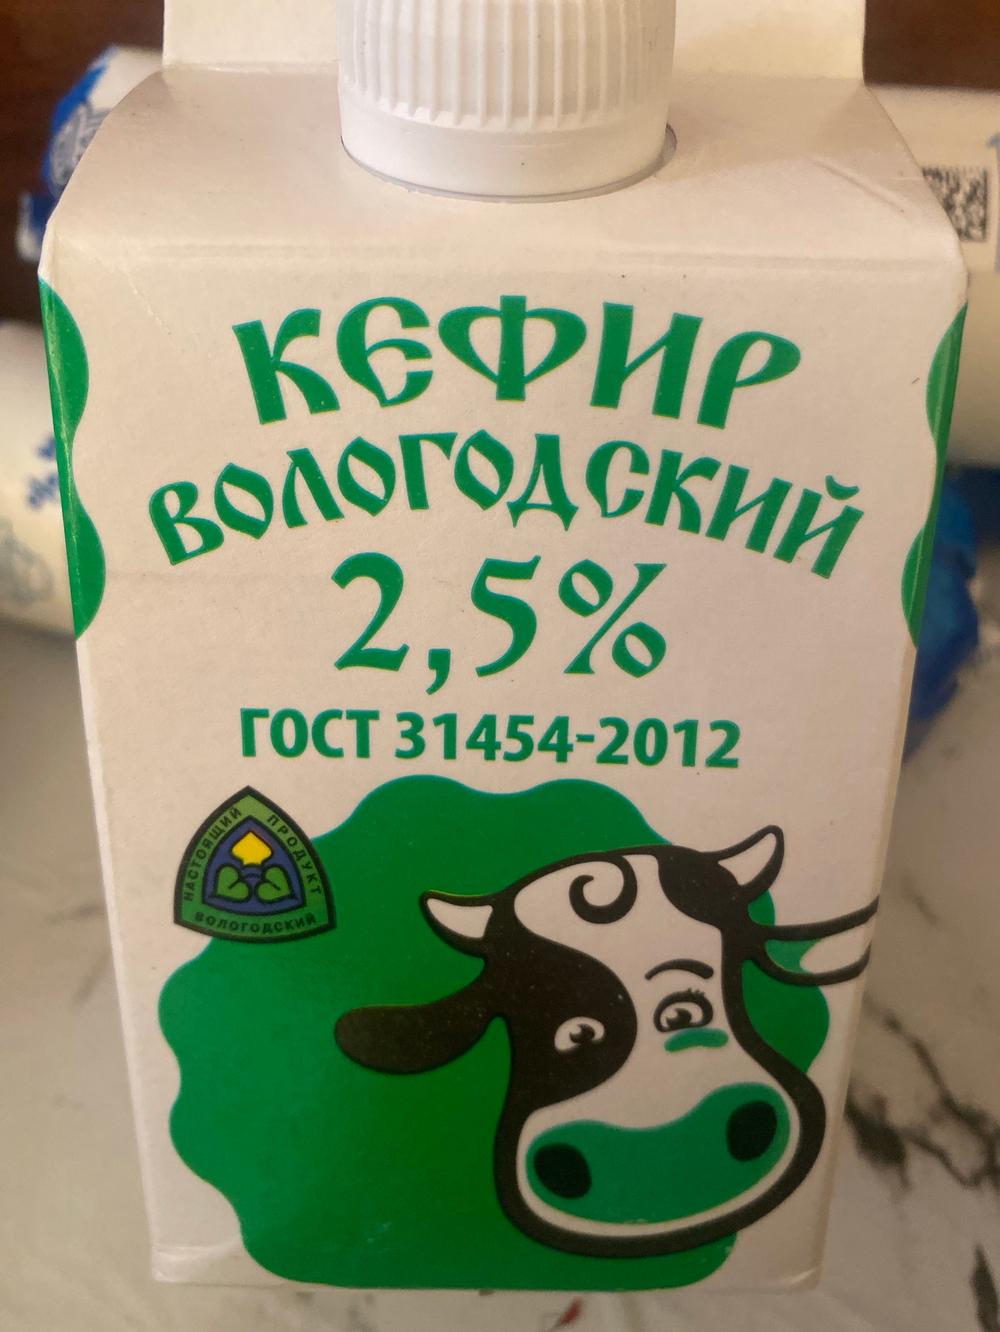 КЕФИР
ВОЛОГОДСКИЙ
2,5%
ГОСТ 31454-2012
НАСТОЯЩИЙ ПРОДУКТ
ВОЛОГОДСКИЙ